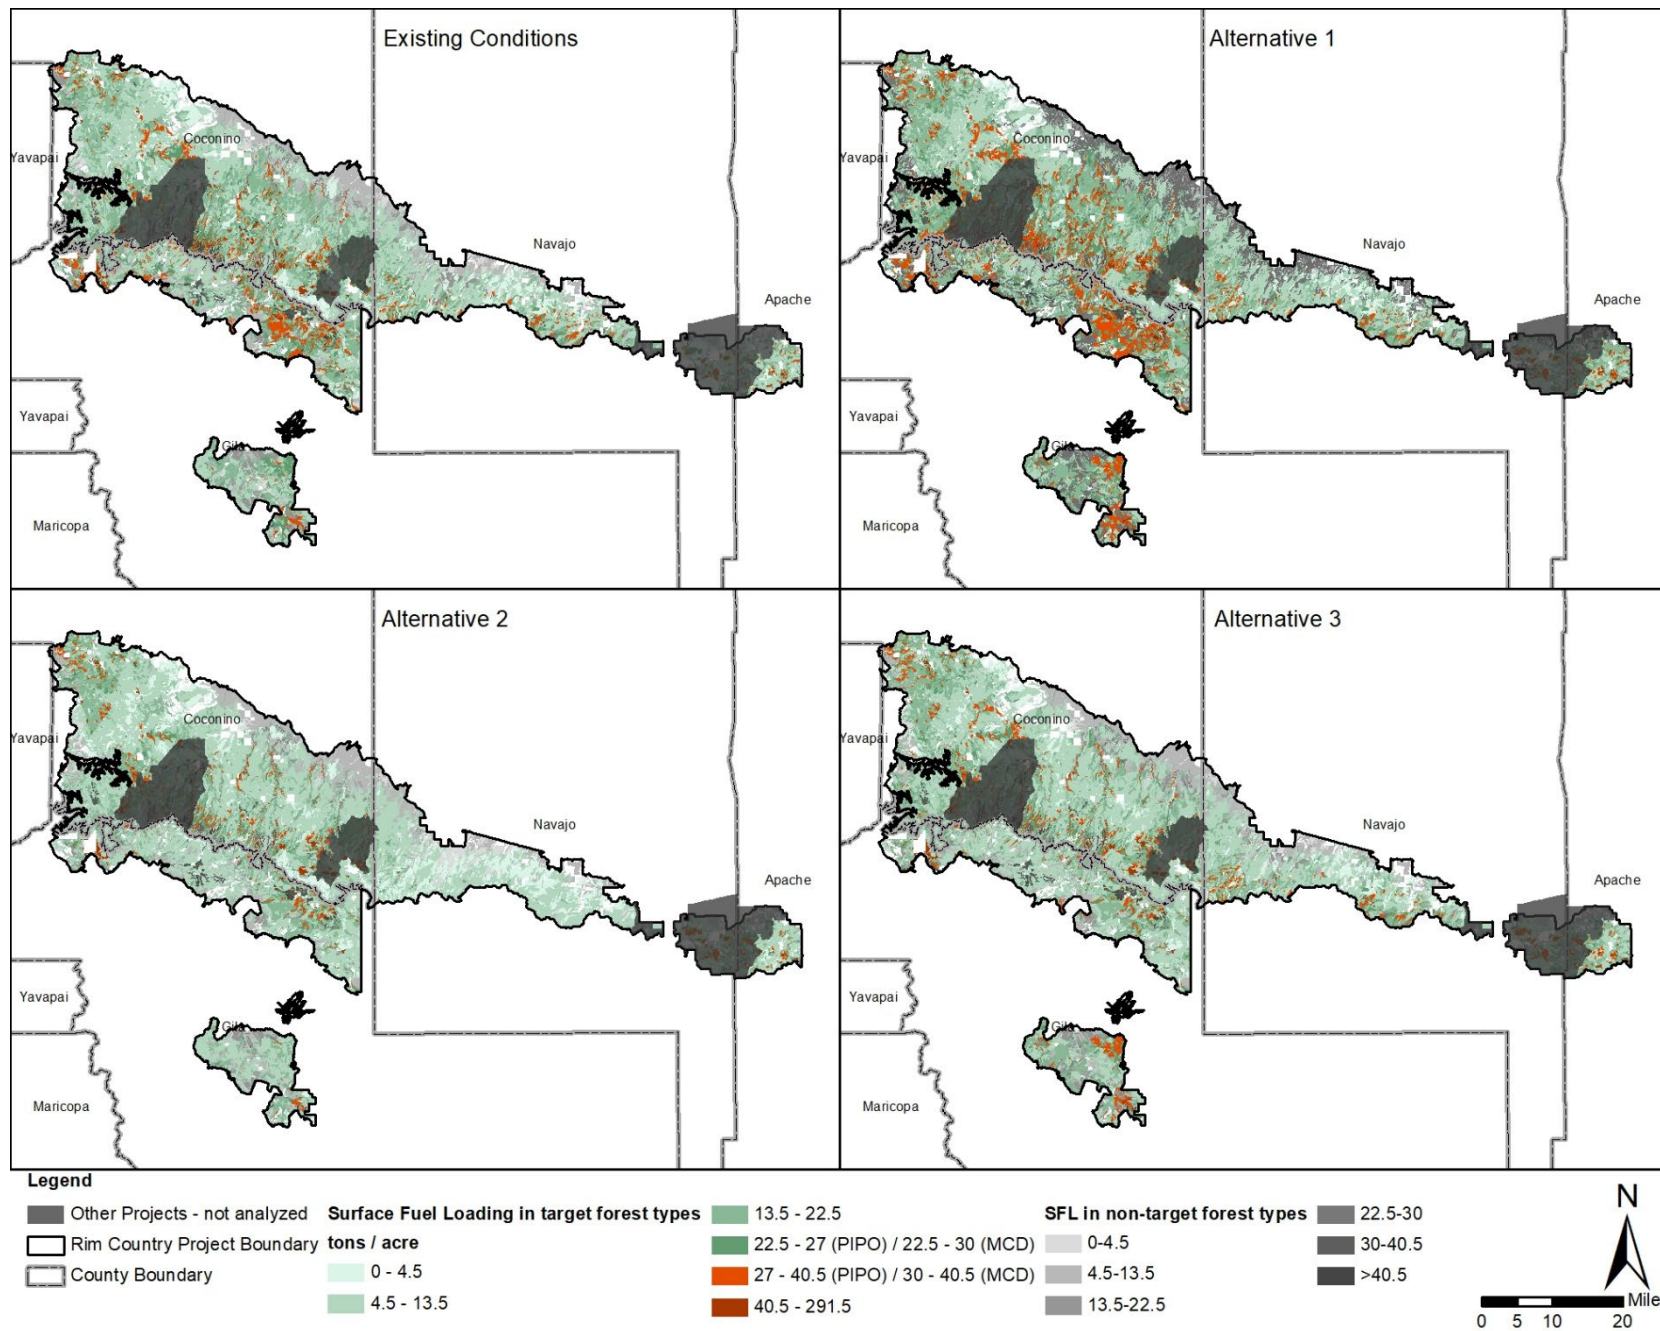 Existing Conditions
Coconino
Yavapai
Navajo
Apache
Yavapai
Gila
Maricopa
Alternative 1
Coconino
Yavapai
Navajo
Apache
Yavapai
Maricopa
Alternative 2
Coconino
Yavapai
Navajo
Apache
Yavapai
Maricopa
Alternative 3
Coconino
Yavapai
Navajo
Apache
Yavapai
Maricopa
Legend
Other Projects - not analyzed
Rim Country Project Boundary
County Boundary
Surface Fuel Loading in target forest types
tons / acre
0 - 4.5
4.5 - 13.5
13.5 - 22.5
22.5 - 27 (PIPO) / 22.5 - 30 (MCD)
27 - 40.5 (PIPO) / 30 - 40.5 (MCD)
40.5 - 291.5
SFL in non-target forest types
0-4.5
4.5-13.5
13.5-22.5
22.5-30
30-40.5
>40.5
N
Mile
0 5 10 20